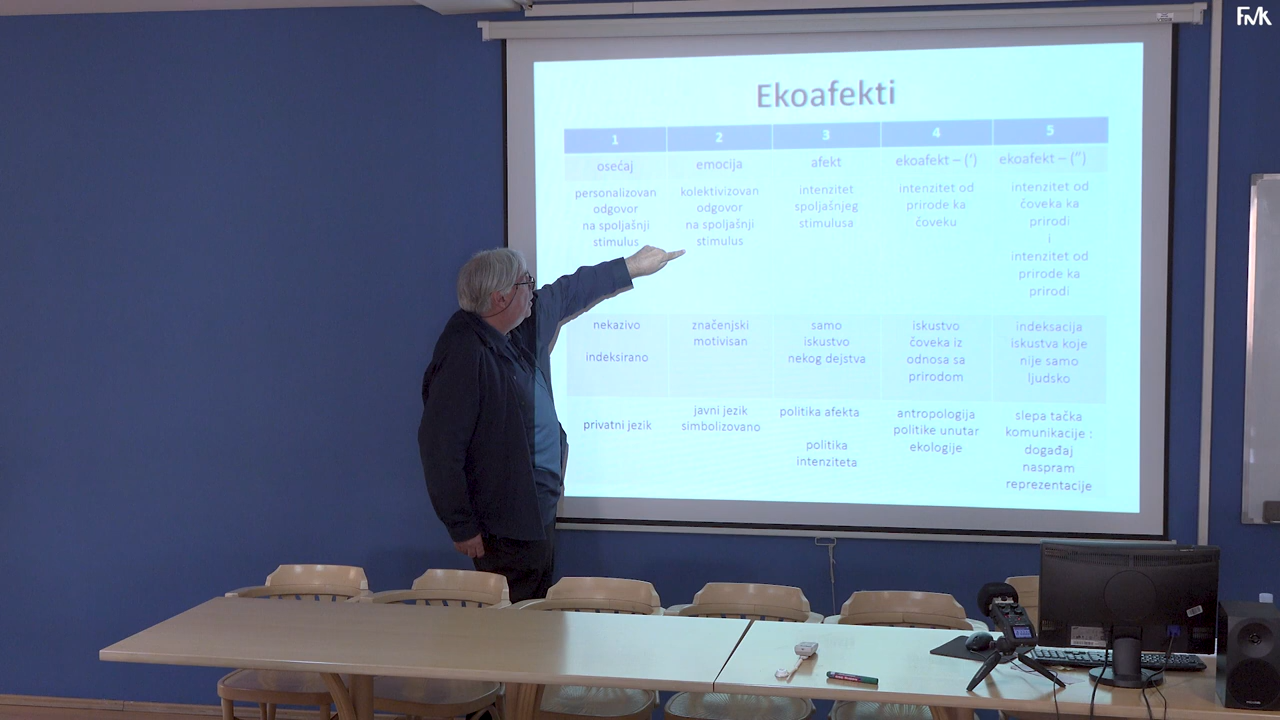 FMK
Ekoafekti
1 2 3 4 5
osećaj emocija afekt ekoafekt – (’) ekoafekt – (”)
personalizovan
odgovor
na spoljašnji
stimulus
kolektivizovan
odgovor
na spoljašnji
stimulus
intenzitet
spoljašnjeg
stimulusa
intenzitet od
prirode ka
čoveku
intenzitet od
čoveka ka
prirodi
i
intenzitet od
prirode ka
prirodi
nekazivo
indeksirano
značenjski
motivisan
samo
iskustvo
nekog dejstva
iskustvo
čoveka iz
odnosa sa
prirodom
indeksacija
iskustva koje
nije samo
ljudsko
privatni jezik
javni jezik
simbolizovano
politika afekta
politika
intenziteta
antropologija
politike unutar
ekologije
slepa tačka
komunikacije :
događaj
naspram
reprezentacije